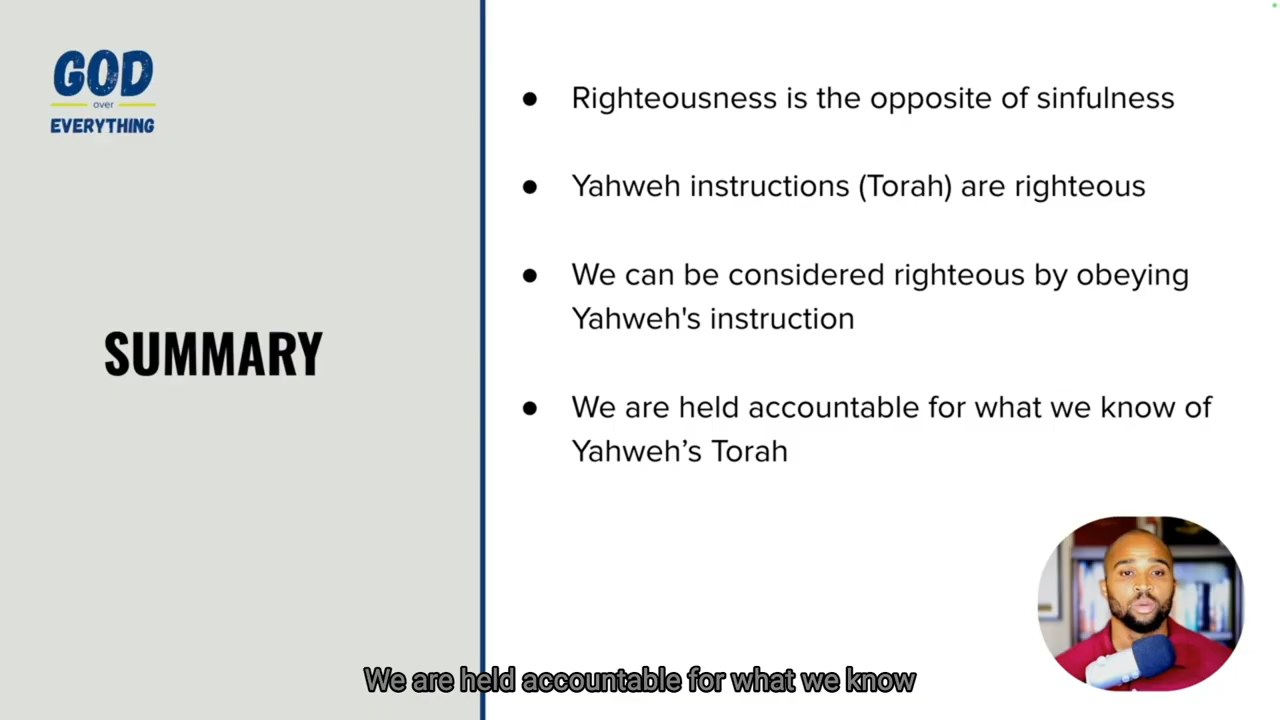 GOD
over
EVERYTHING
SUMMARY
● Righteousness is the opposite of sinfulness
● Yahweh instructions (Torah) are righteous
● We can be considered righteous by obeying
Yahweh's instruction
● We are held accountable for what we know of
Yahweh’s Torah
We are held accountable for what we know